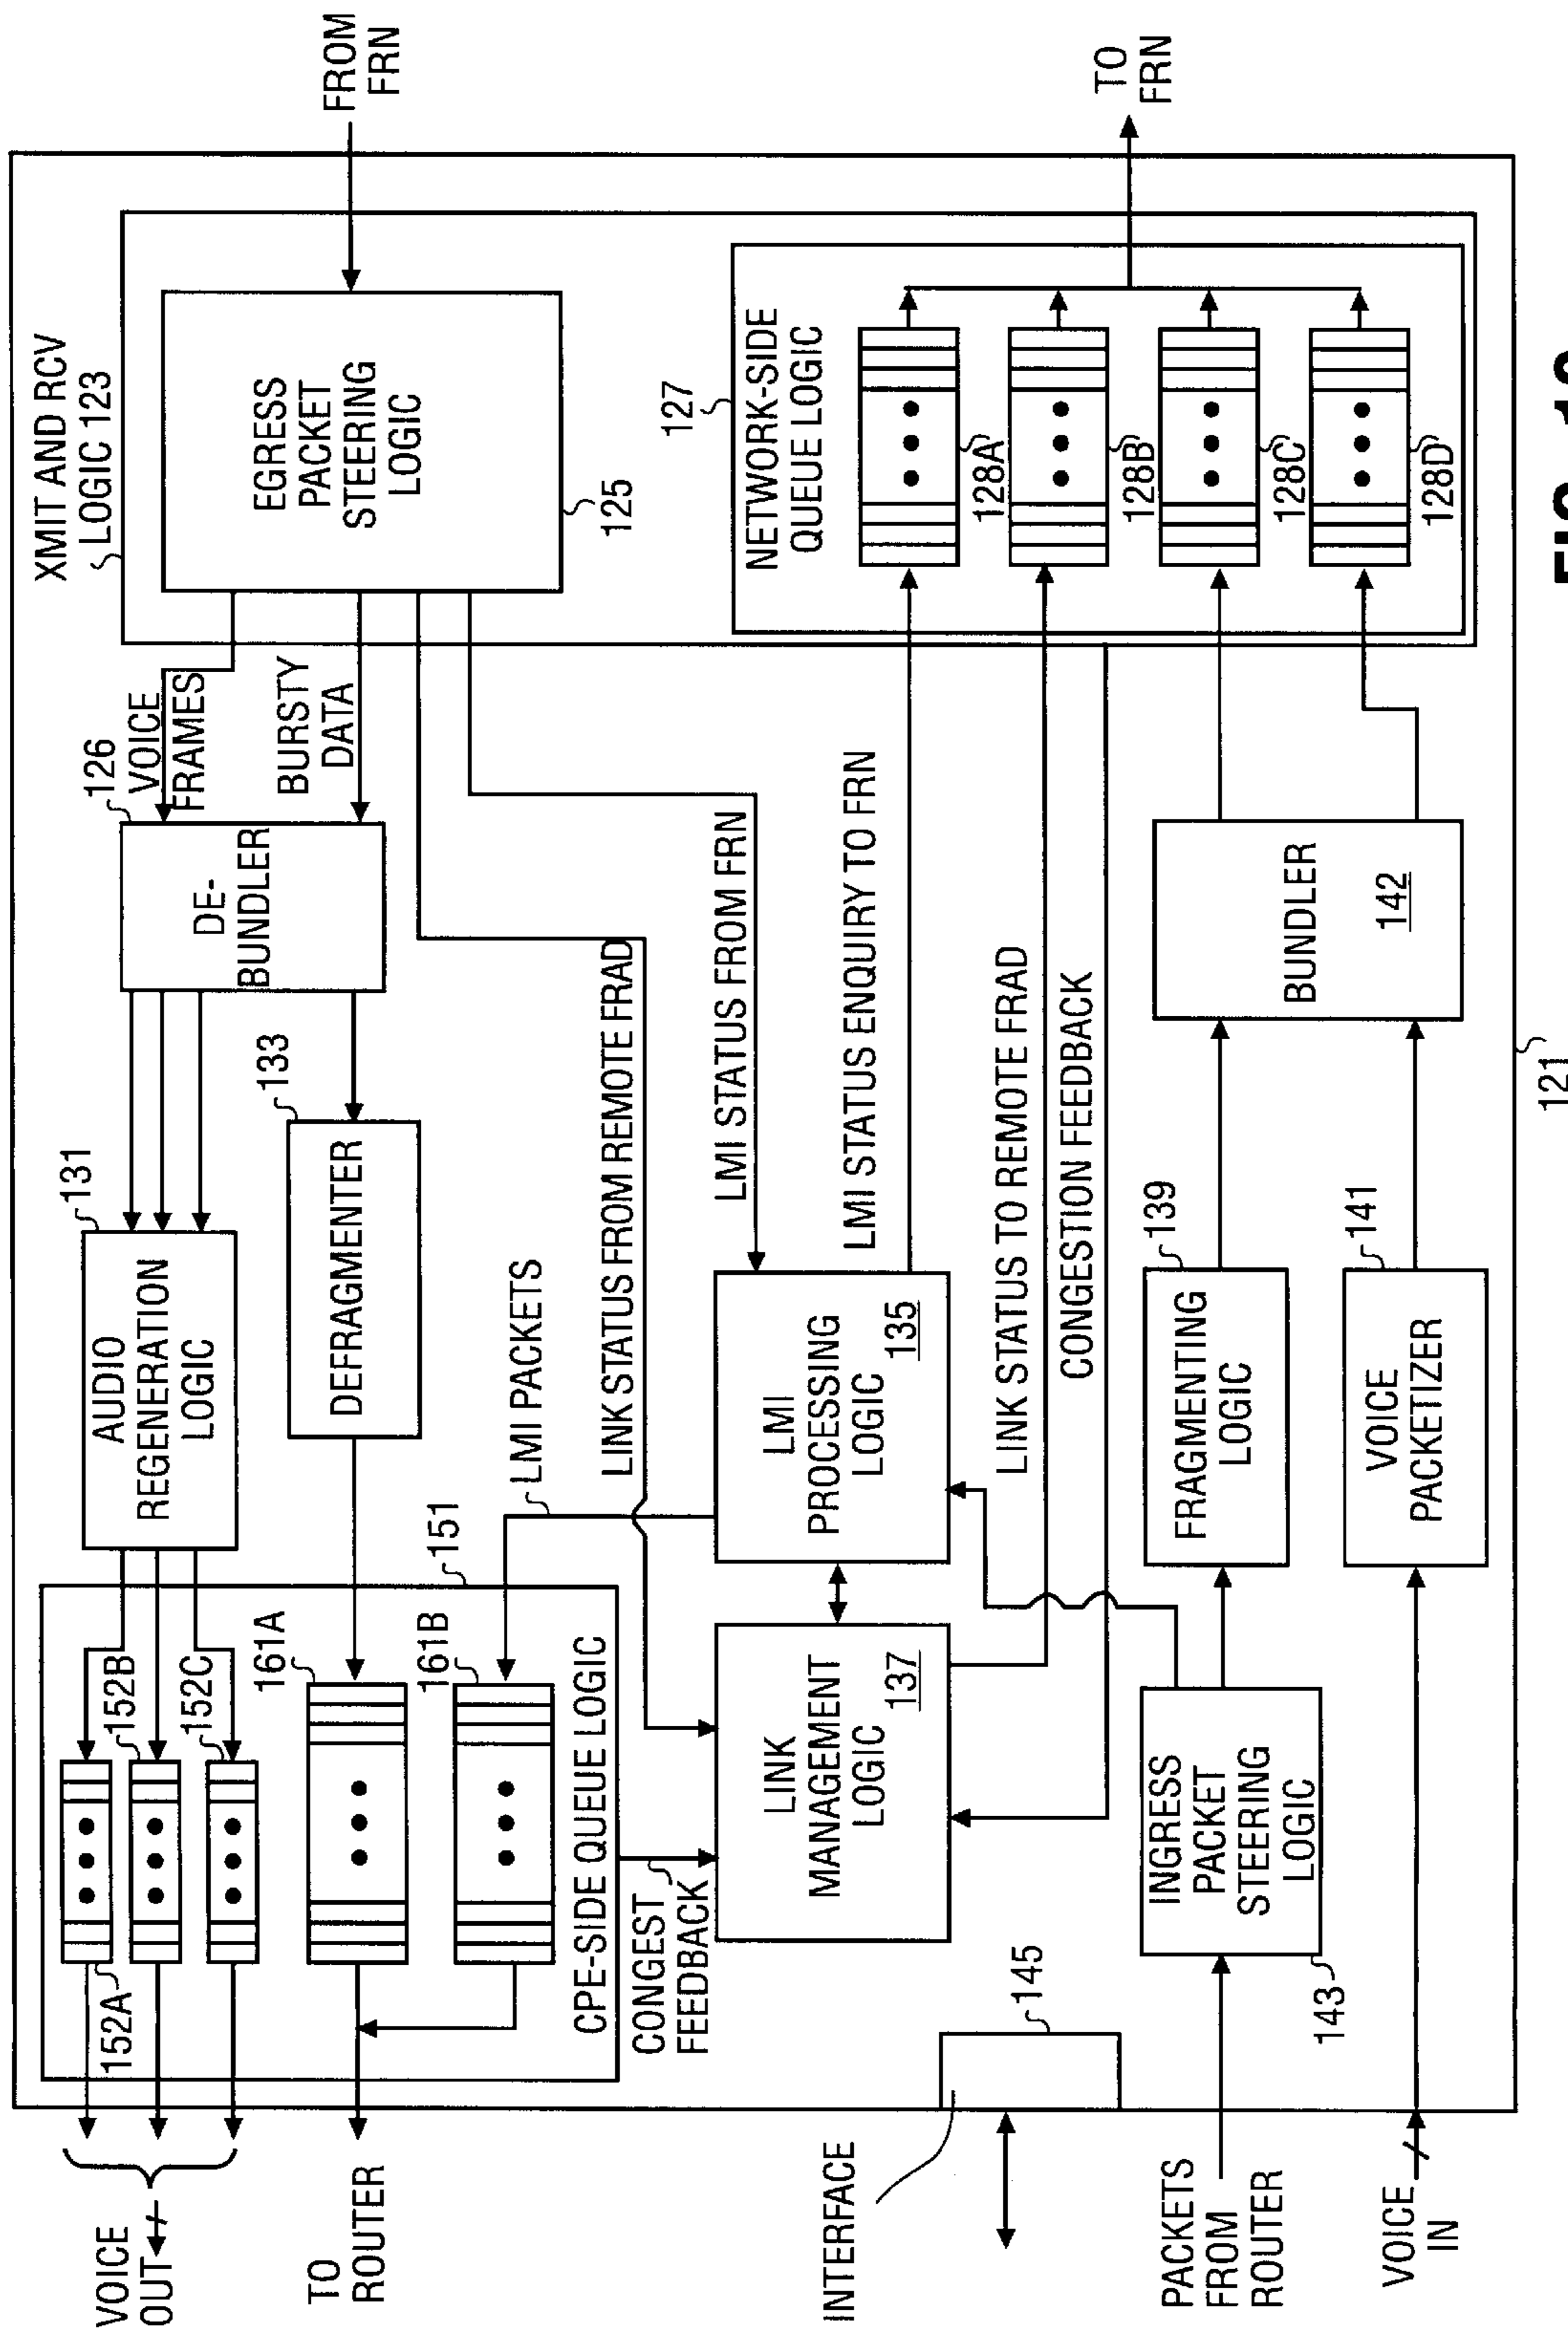 XMIT AND RCV
LOGIC 123
FROM
FRN
EGRESS
PACKET
STEERING
LOGIC
125
127
NETWORK-SIDE
QUEUE LOGIC
128A
128B
128C
128D
TO
FRN
126
VOICE
FRAMES
BURSTY
DATA
DE-
BUNDLER
131
AUDIO
REGENERATION
LOGIC
133
DEFRAGMENTER
LMI PACKETS
LINK STATUS FROM REMOTE FRAD
LMI STATUS FROM FRN
LMI STATUS ENQUIRY TO FRN
LINK STATUS TO REMOTE FRAD
CONGESTION FEEDBACK
LMI
PROCESSING
LOGIC
135
LINK
MANAGEMENT
LOGIC
137
BUNDLER
142
139
FRAGMENTING
LOGIC
141
VOICE
PACKETIZER
151
152A
152B
152C
161A
161B
CPE-SIDE QUEUE LOGIC
CONGEST
FEEDBACK
145
INGRESS
PACKET
STEERING
LOGIC
143
VOICE
OUT
TO
ROUTER
INTERFACE
PACKETS
FROM
ROUTER
VOICE
IN
121